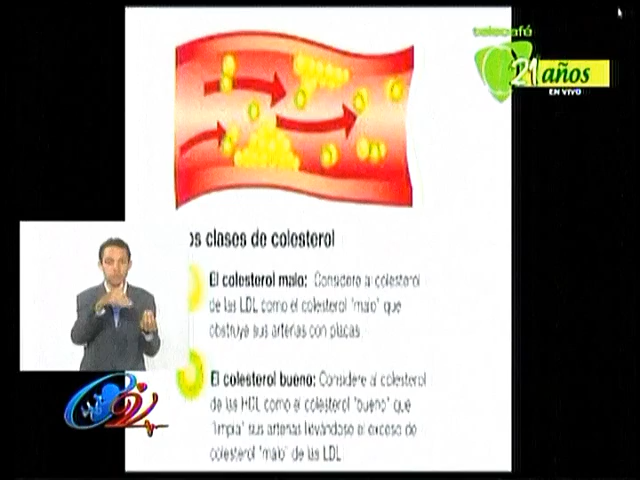 telecafé
21 años
EN VIVO
os clases de colesterol
El colesterol malo: Considere al colesterol
de las LDL como el colesterol "malo" que
obstruye sus arterias con placas
El colesterol bueno: Considere al colesterol
de las HDL como el colesterol "bueno" que
"limpia" sus arterias llevándose el exceso de
colesterol "malo" de las LDL